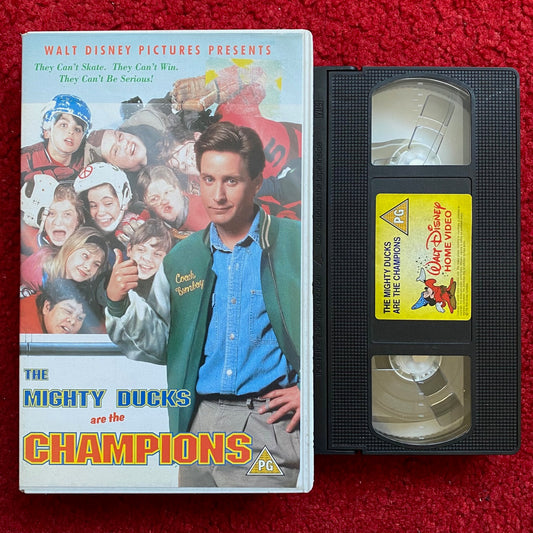 WALT DISNEY PICTURES PRESENTS
They Can't Skate. They Can't Win.
They Can't Be Serious!
Coach
Bombay
THE
MIGHTY DUCKS
are the
CHAMPIONS
PG
THE MIGHTY DUCKS
ARE THE CHAMPIONS
PG
WALT DISNEY
HOME VIDEO